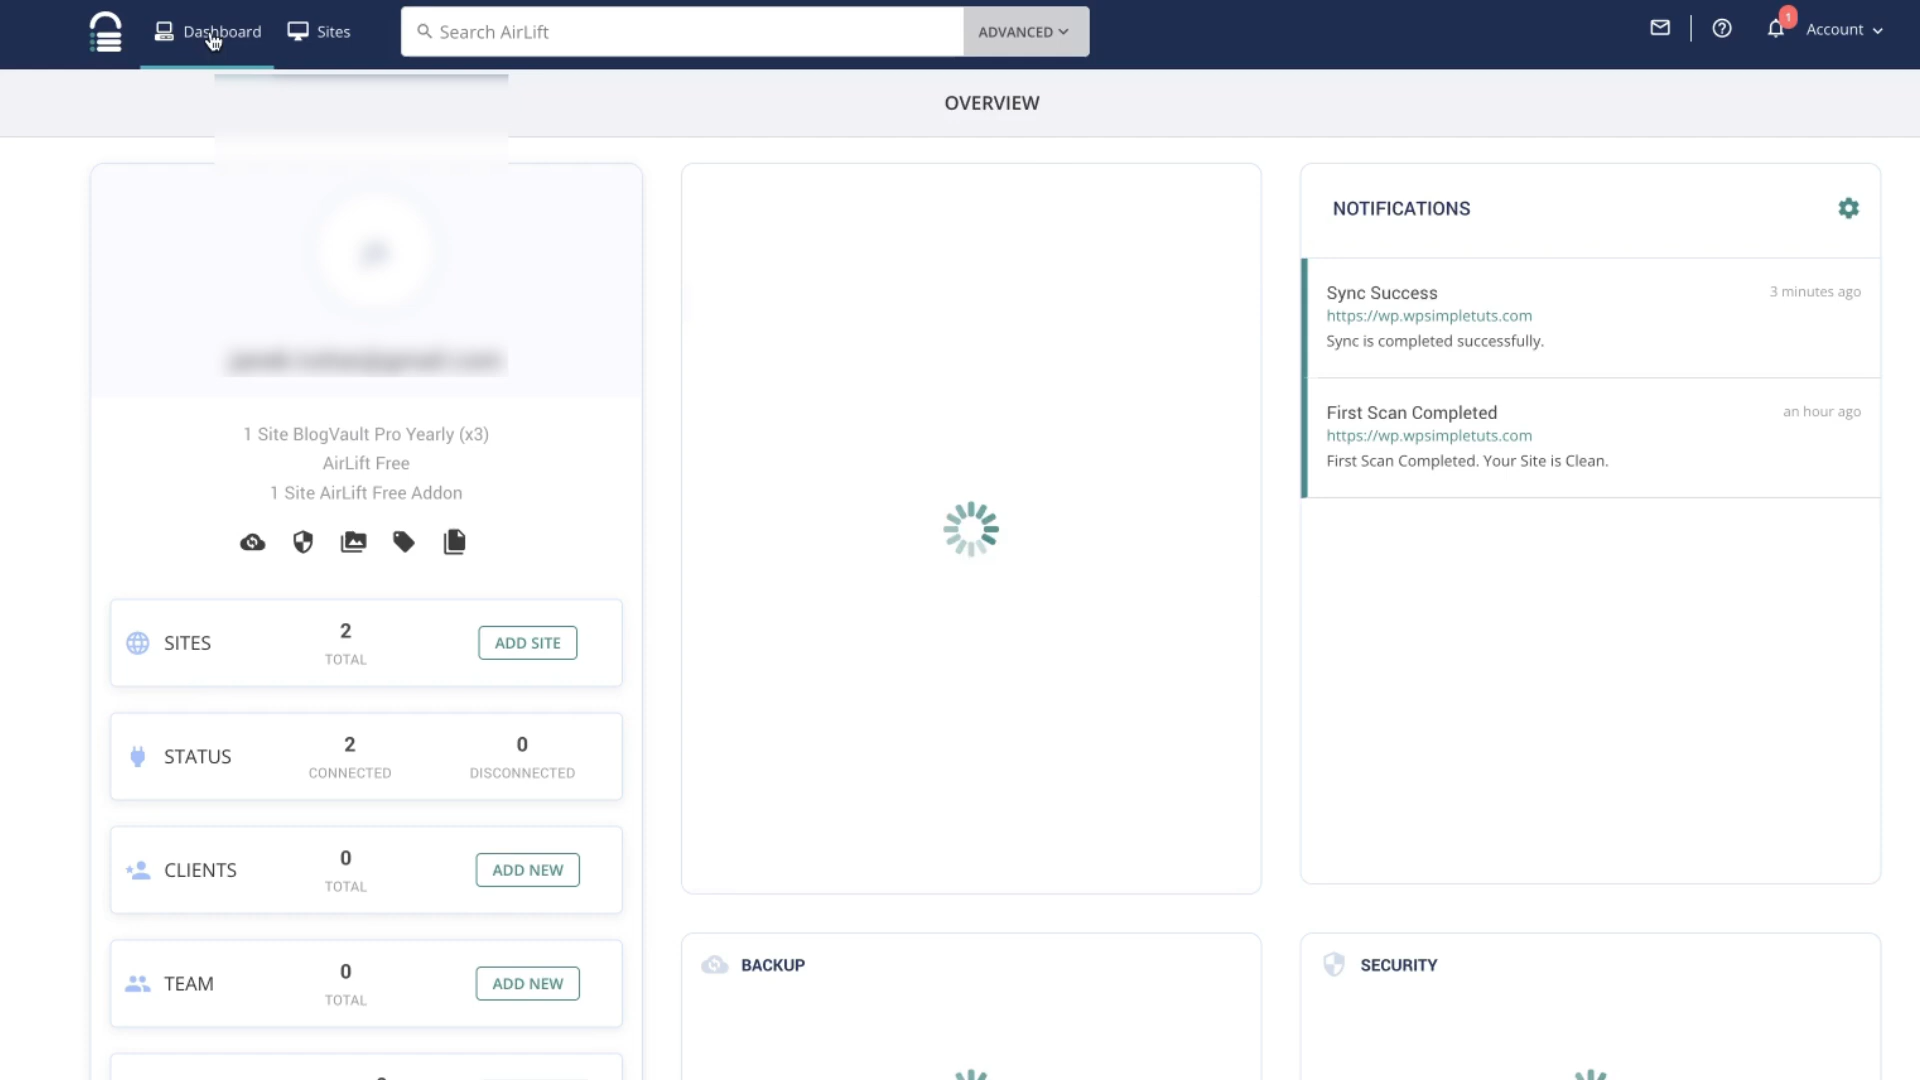 Dashboard
Sites
Search AirLift
ADVANCED
1
Account
OVERVIEW
1 Site BlogVault Pro Yearly (x3)
AirLift Free
1 Site AirLift Free Addon
SITES
2
TOTAL
ADD SITE
STATUS
2
CONNECTED
0
DISCONNECTED
CLIENTS
0
TOTAL
ADD NEW
TEAM
0
TOTAL
ADD NEW
NOTIFICATIONS
Sync Success
3 minutes ago
https://wp.wpsimpletuts.com
Sync is completed successfully.
First Scan Completed
an hour ago
https://wp.wpsimpletuts.com
First Scan Completed. Your Site is Clean.
BACKUP
SECURITY